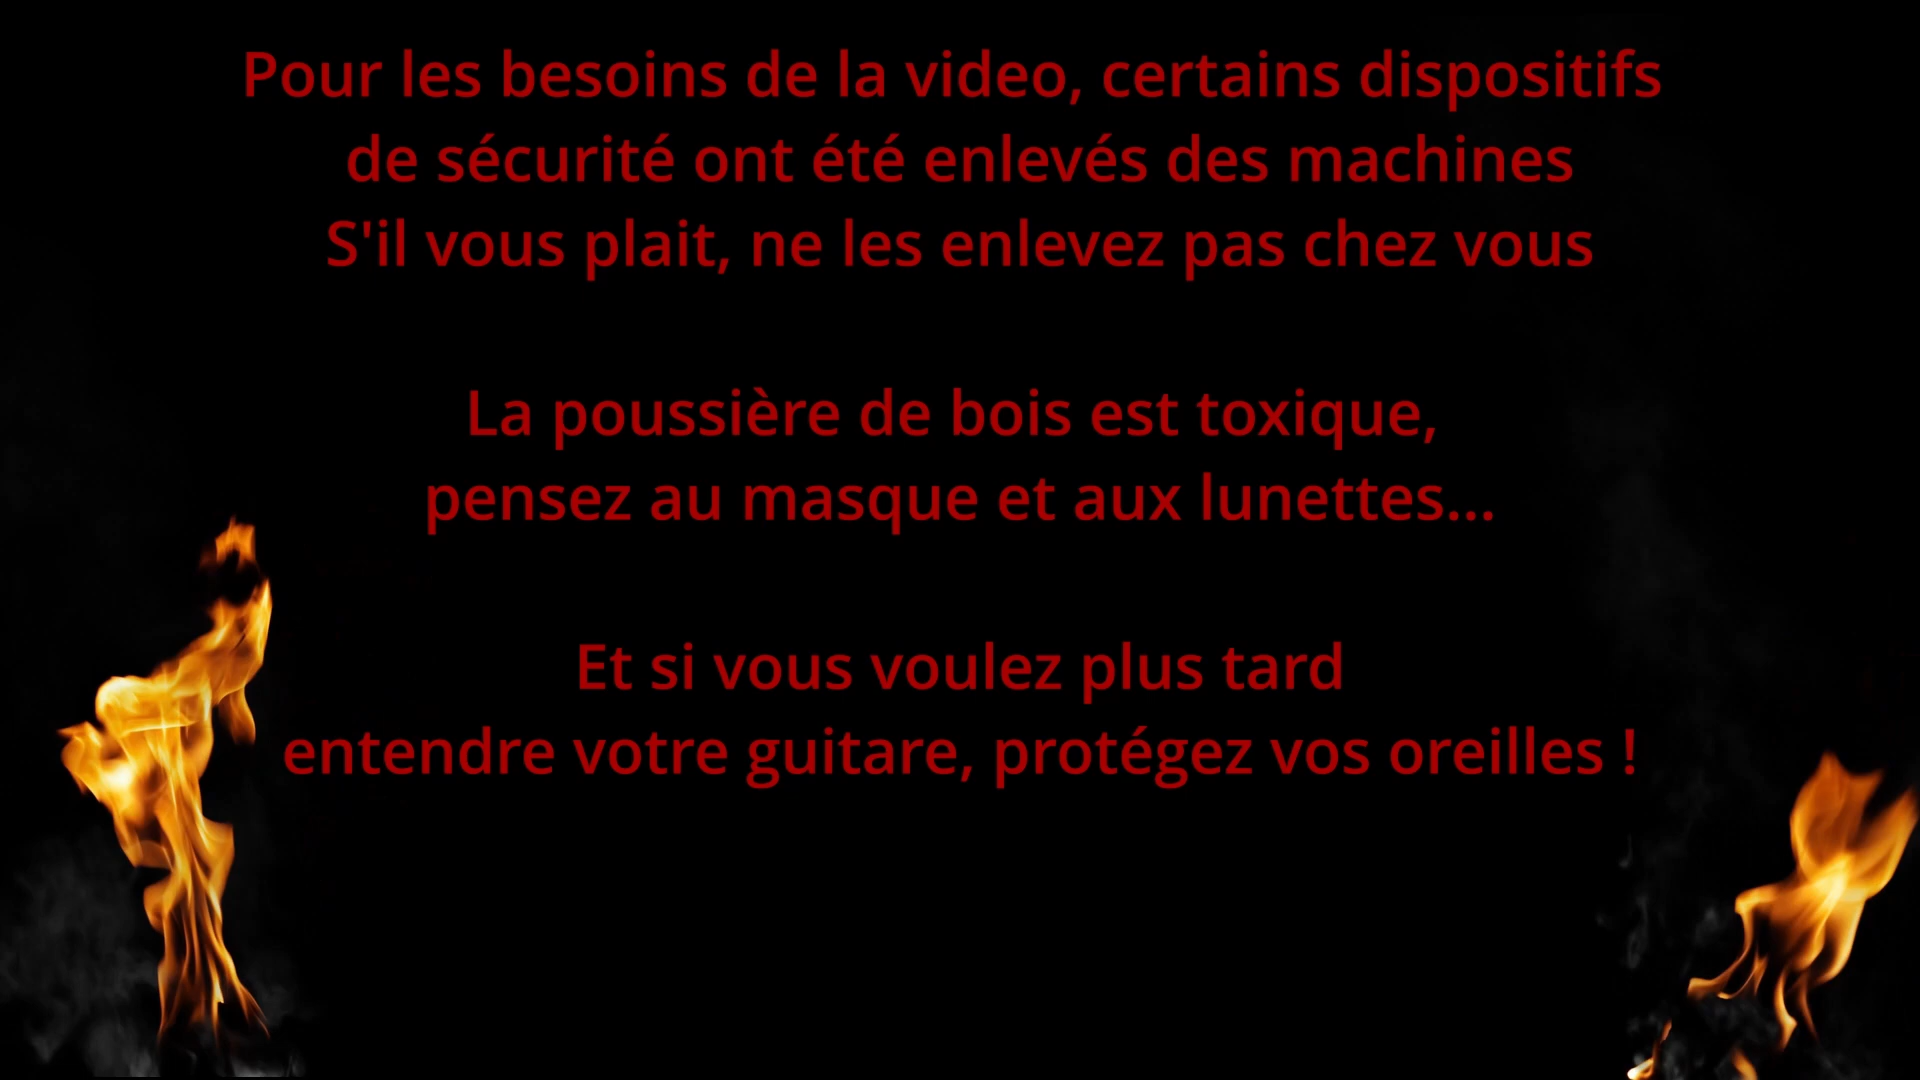 Pour les besoins de la video, certains dispositifs
de sécurité ont été enlevés des machines
S'il vous plait, ne les enlevez pas chez vous
La poussière de bois est toxique,
pensez au masque et aux lunettes...
Et si vous voulez plus tard
entendre votre guitare, protégez vos oreilles !